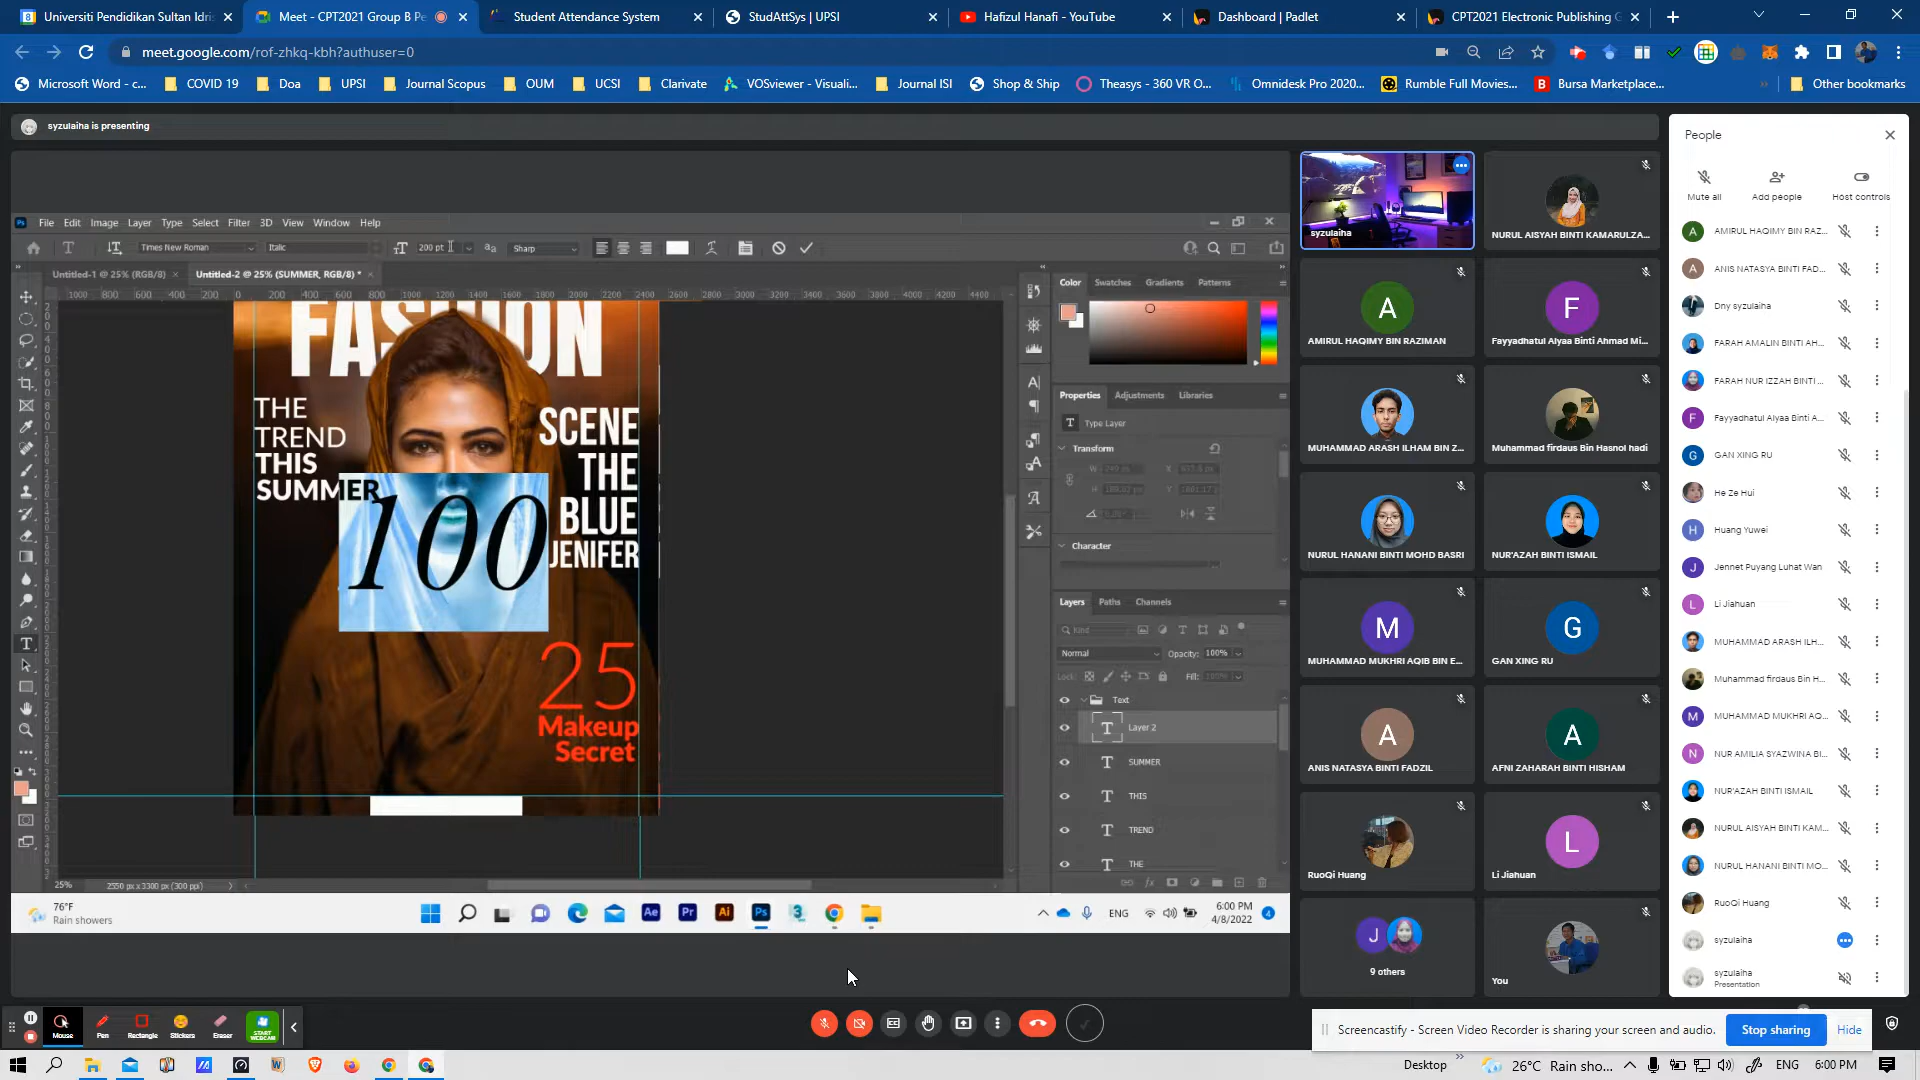 Universiti Pendidikan Sultan Idris
Meet - CPT2021 Group B Pe
Student Attendance System
StudAttSys | UPSI
Hafizul Hanafi - YouTube
Dashboard | Padlet
CPT2021 Electronic Publishing G
meet.google.com/rof-zhkq-kbh?authuser=0
Microsoft Word - c...
COVID 19
Doa
UPSI
Journal Scopus
OUM
UCSI
Clarivate
VOSviewer - Visuali...
Journal ISI
Shop & Ship
Theasys - 360 VR O...
Omnidesk Pro 2020...
Rumble Full Movies...
Bursa Marketplace...
Other bookmarks
syzulaiha is presenting
File Edit Image Layer Type Select Filter 3D View Window Help
Times New Roman
Italic
200 pt
Sharp
Untitled-1 @ 25% (RGB/8)
Untitled-2 @ 25% (SUMMER, RGB/8) *
FASHION
THE
TREND
THIS
SUMMER
100
SCENE
THE
BLUE
JENIFER
25
Makeup
Secret
25%
2550 px x 3300 px (300 ppi)
Color Swatches Gradients Patterns
Properties Adjustments Libraries
Type Layer
Transform
Character
Layers Paths Channels
Kind
Normal
Opacity: 100%
Lock:
Fill: 100%
Text
Layer 2
SUMMER
THIS
TREND
THE
76°F
Rain showers
ENG
6:00 PM
4/8/2022
syzulaiha
NURUL AISYAH BINTI KAMARULZA...
AMIRUL HAQIMY BIN RAZIMAN
Fayyadhatul Alyaa Binti Ahmad Mi...
MUHAMMAD ARASH ILHAM BIN Z...
Muhammad firdaus Bin Hasnol hadi
NURUL HANANI BINTI MOHD BASRI
NUR'AZAH BINTI ISMAIL
MUHAMMAD MUKHRI AQIB BIN E...
GAN XING RU
ANIS NATASYA BINTI FADZIL
AFNI ZAHARAH BINTI HISHAM
RuoQi Huang
Li Jiahuan
9 others
You
People
Mute all
Add people
Host controls
AMIRUL HAQIMY BIN RAZ...
ANIS NATASYA BINTI FAD...
Dny syzulaiha
FARAH AMALIN BINTI AH...
FARAH NUR IZZAH BINTI ...
Fayyadhatul Alyaa Binti A...
GAN XING RU
He Ze Hui
Huang Yuwei
Jennet Puyang Luhat Wan
Li Jiahuan
MUHAMMAD ARASH ILH...
Muhammad firdaus Bin H...
MUHAMMAD MUKHRI AQ...
NUR AMILIA SYAZWINA BI...
NUR'AZAH BINTI ISMAIL
NURUL AISYAH BINTI KAM...
NURUL HANANI BINTI MO...
RuoQi Huang
syzulaiha
syzulaiha
Presentation
Mouse
Pen
Rectangle
Stickers
Eraser
START WEBCAM
Screencastify - Screen Video Recorder is sharing your screen and audio.
Stop sharing
Hide
Desktop
26°C Rain sho...
ENG
6:00 PM